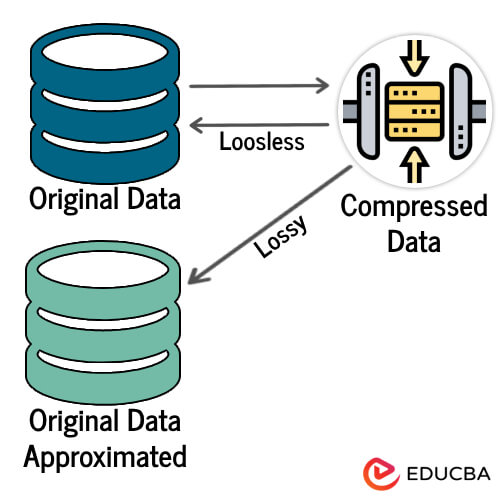 Loosless
Original Data
Compressed
Data
Lossy
Original Data
Approximated
EDUCBA